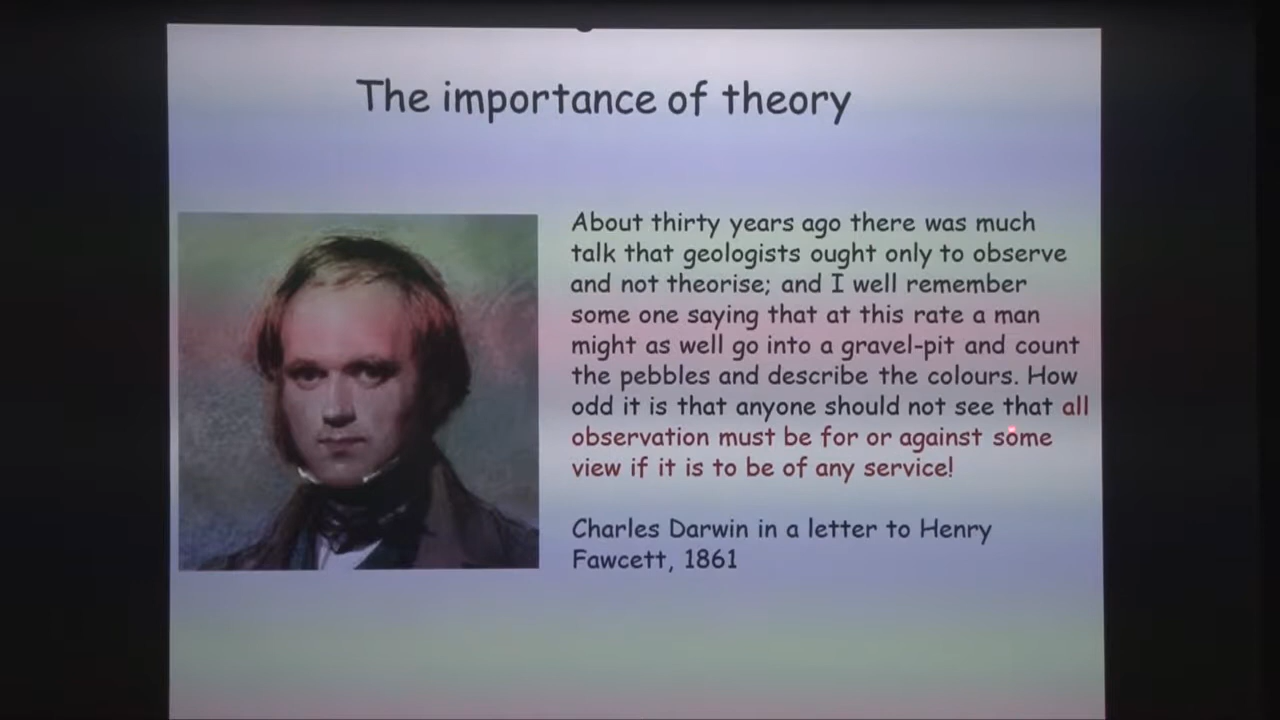 The importance of theory
About thirty years ago there was much
talk that geologists ought only to observe
and not theorise; and I well remember
some one saying that at this rate a man
might as well go into a gravel-pit and count
the pebbles and describe the colours. How
odd it is that anyone should not see that all
observation must be for or against some
view if it is to be of any service!
Charles Darwin in a letter to Henry
Fawcett, 1861